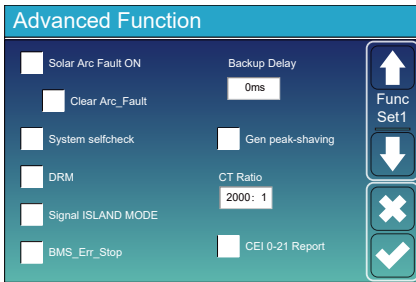 Advanced Function
Solar Arc Fault ON
Backup Delay
0ms
Clear Arc_Fault
Func
Set1
System selfcheck
Gen peak-shaving
DRM
CT Ratio
2000: 1
Signal ISLAND MODE
BMS_Err_Stop
CEI 0-21 Report